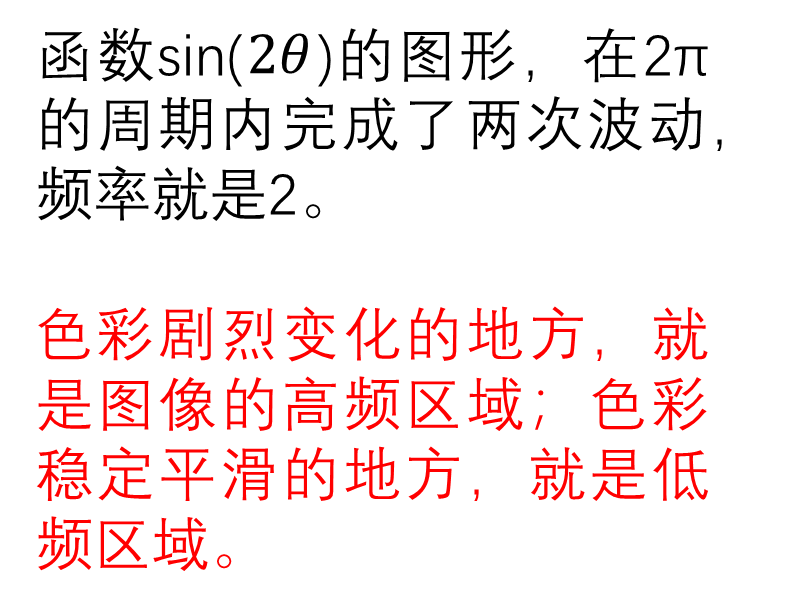 函数sin(2θ)的图形，在2π
的周期内完成了两次波动，
频率就是2。
色彩剧烈变化的地方，就
是图像的高频区域；色彩
稳定平滑的地方，就是低
频区域。